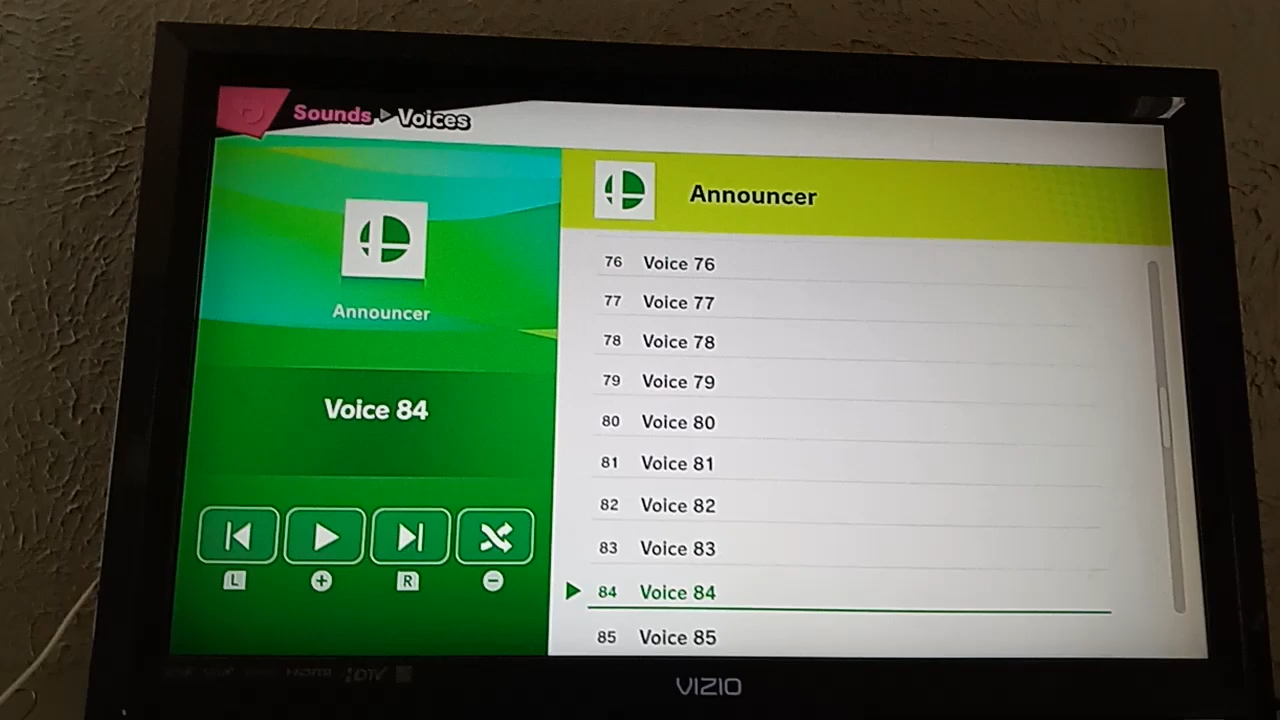 Sounds ▶ Voices
Announcer
Voice 84
L + R −
Announcer
76 Voice 76
77 Voice 77
78 Voice 78
79 Voice 79
80 Voice 80
81 Voice 81
82 Voice 82
83 Voice 83
84 Voice 84
85 Voice 85
HDTV
VIZIO